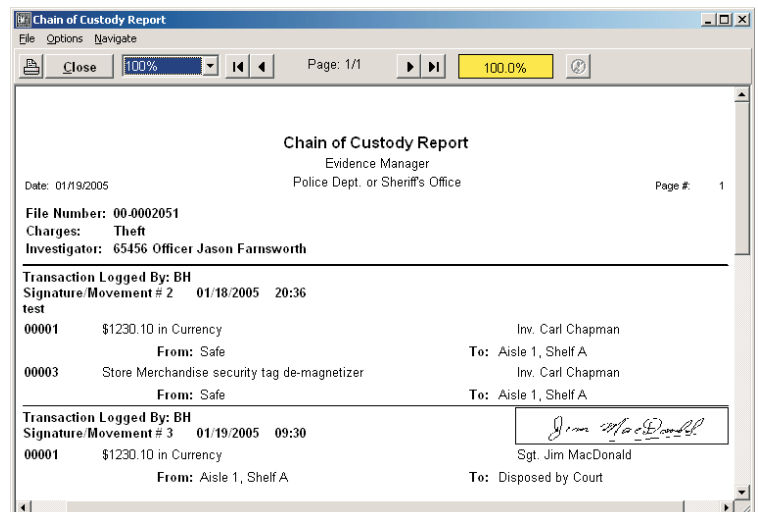 Chain of Custody Report
File Options Navigate
Close 100% Page: 1/1 100.0%
Chain of Custody Report
Evidence Manager
Police Dept. or Sheriff's Office
Date: 01/19/2005 Page #: 1
File Number: 00-0002051
Charges: Theft
Investigator: 65456 Officer Jason Farnsworth
Transaction Logged By: BH
Signature/Movement # 2 01/18/2005 20:36
test
00001 $1230.10 in Currency Inv. Carl Chapman
From: Safe To: Aisle 1, Shelf A
00003 Store Merchandise security tag de-magnetizer Inv. Carl Chapman
From: Safe To: Aisle 1, Shelf A
Transaction Logged By: BH
Signature/Movement # 3 01/19/2005 09:30
Jim MacDonald
00001 $1230.10 in Currency Sgt. Jim MacDonald
From: Aisle 1, Shelf A To: Disposed by Court